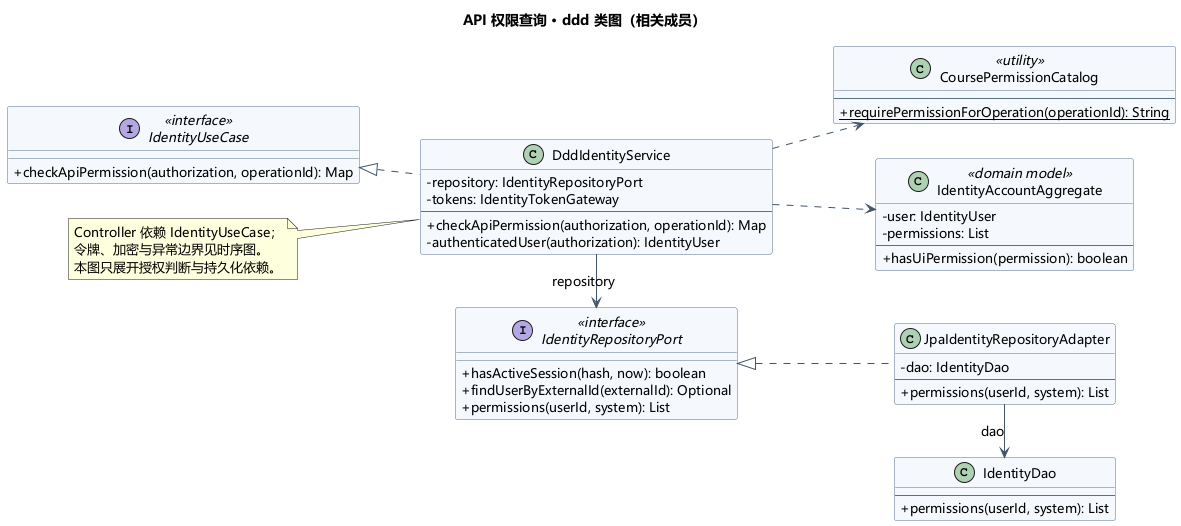 API 权限查询 · ddd 类图（相关成员）
«utility»
C CoursePermissionCatalog
+requirePermissionForOperation(operationId): String
«interface»
I IdentityUseCase
+checkApiPermission(authorization, operationId): Map
C DddIdentityService
-repository: IdentityRepositoryPort
-tokens: IdentityTokenGateway
+checkApiPermission(authorization, operationId): Map
-authenticatedUser(authorization): IdentityUser
«domain model»
C IdentityAccountAggregate
-user: IdentityUser
-permissions: List
+hasUiPermission(permission): boolean
Controller 依赖 IdentityUseCase;
令牌、加密与异常边界见时序图。
本图只展开授权判断与持久化依赖。
repository
«interface»
I IdentityRepositoryPort
+hasActiveSession(hash, now): boolean
+findUserByExternalId(externalId): Optional
+permissions(userId, system): List
C JpaIdentityRepositoryAdapter
-dao: IdentityDao
+permissions(userId, system): List
dao
C IdentityDao
+permissions(userId, system): List